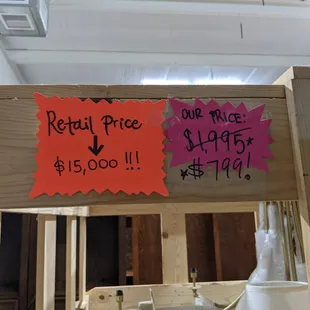 Retail Price
↓
$15,000 !!!
OUR PRICE:
$1,995*
*$799!